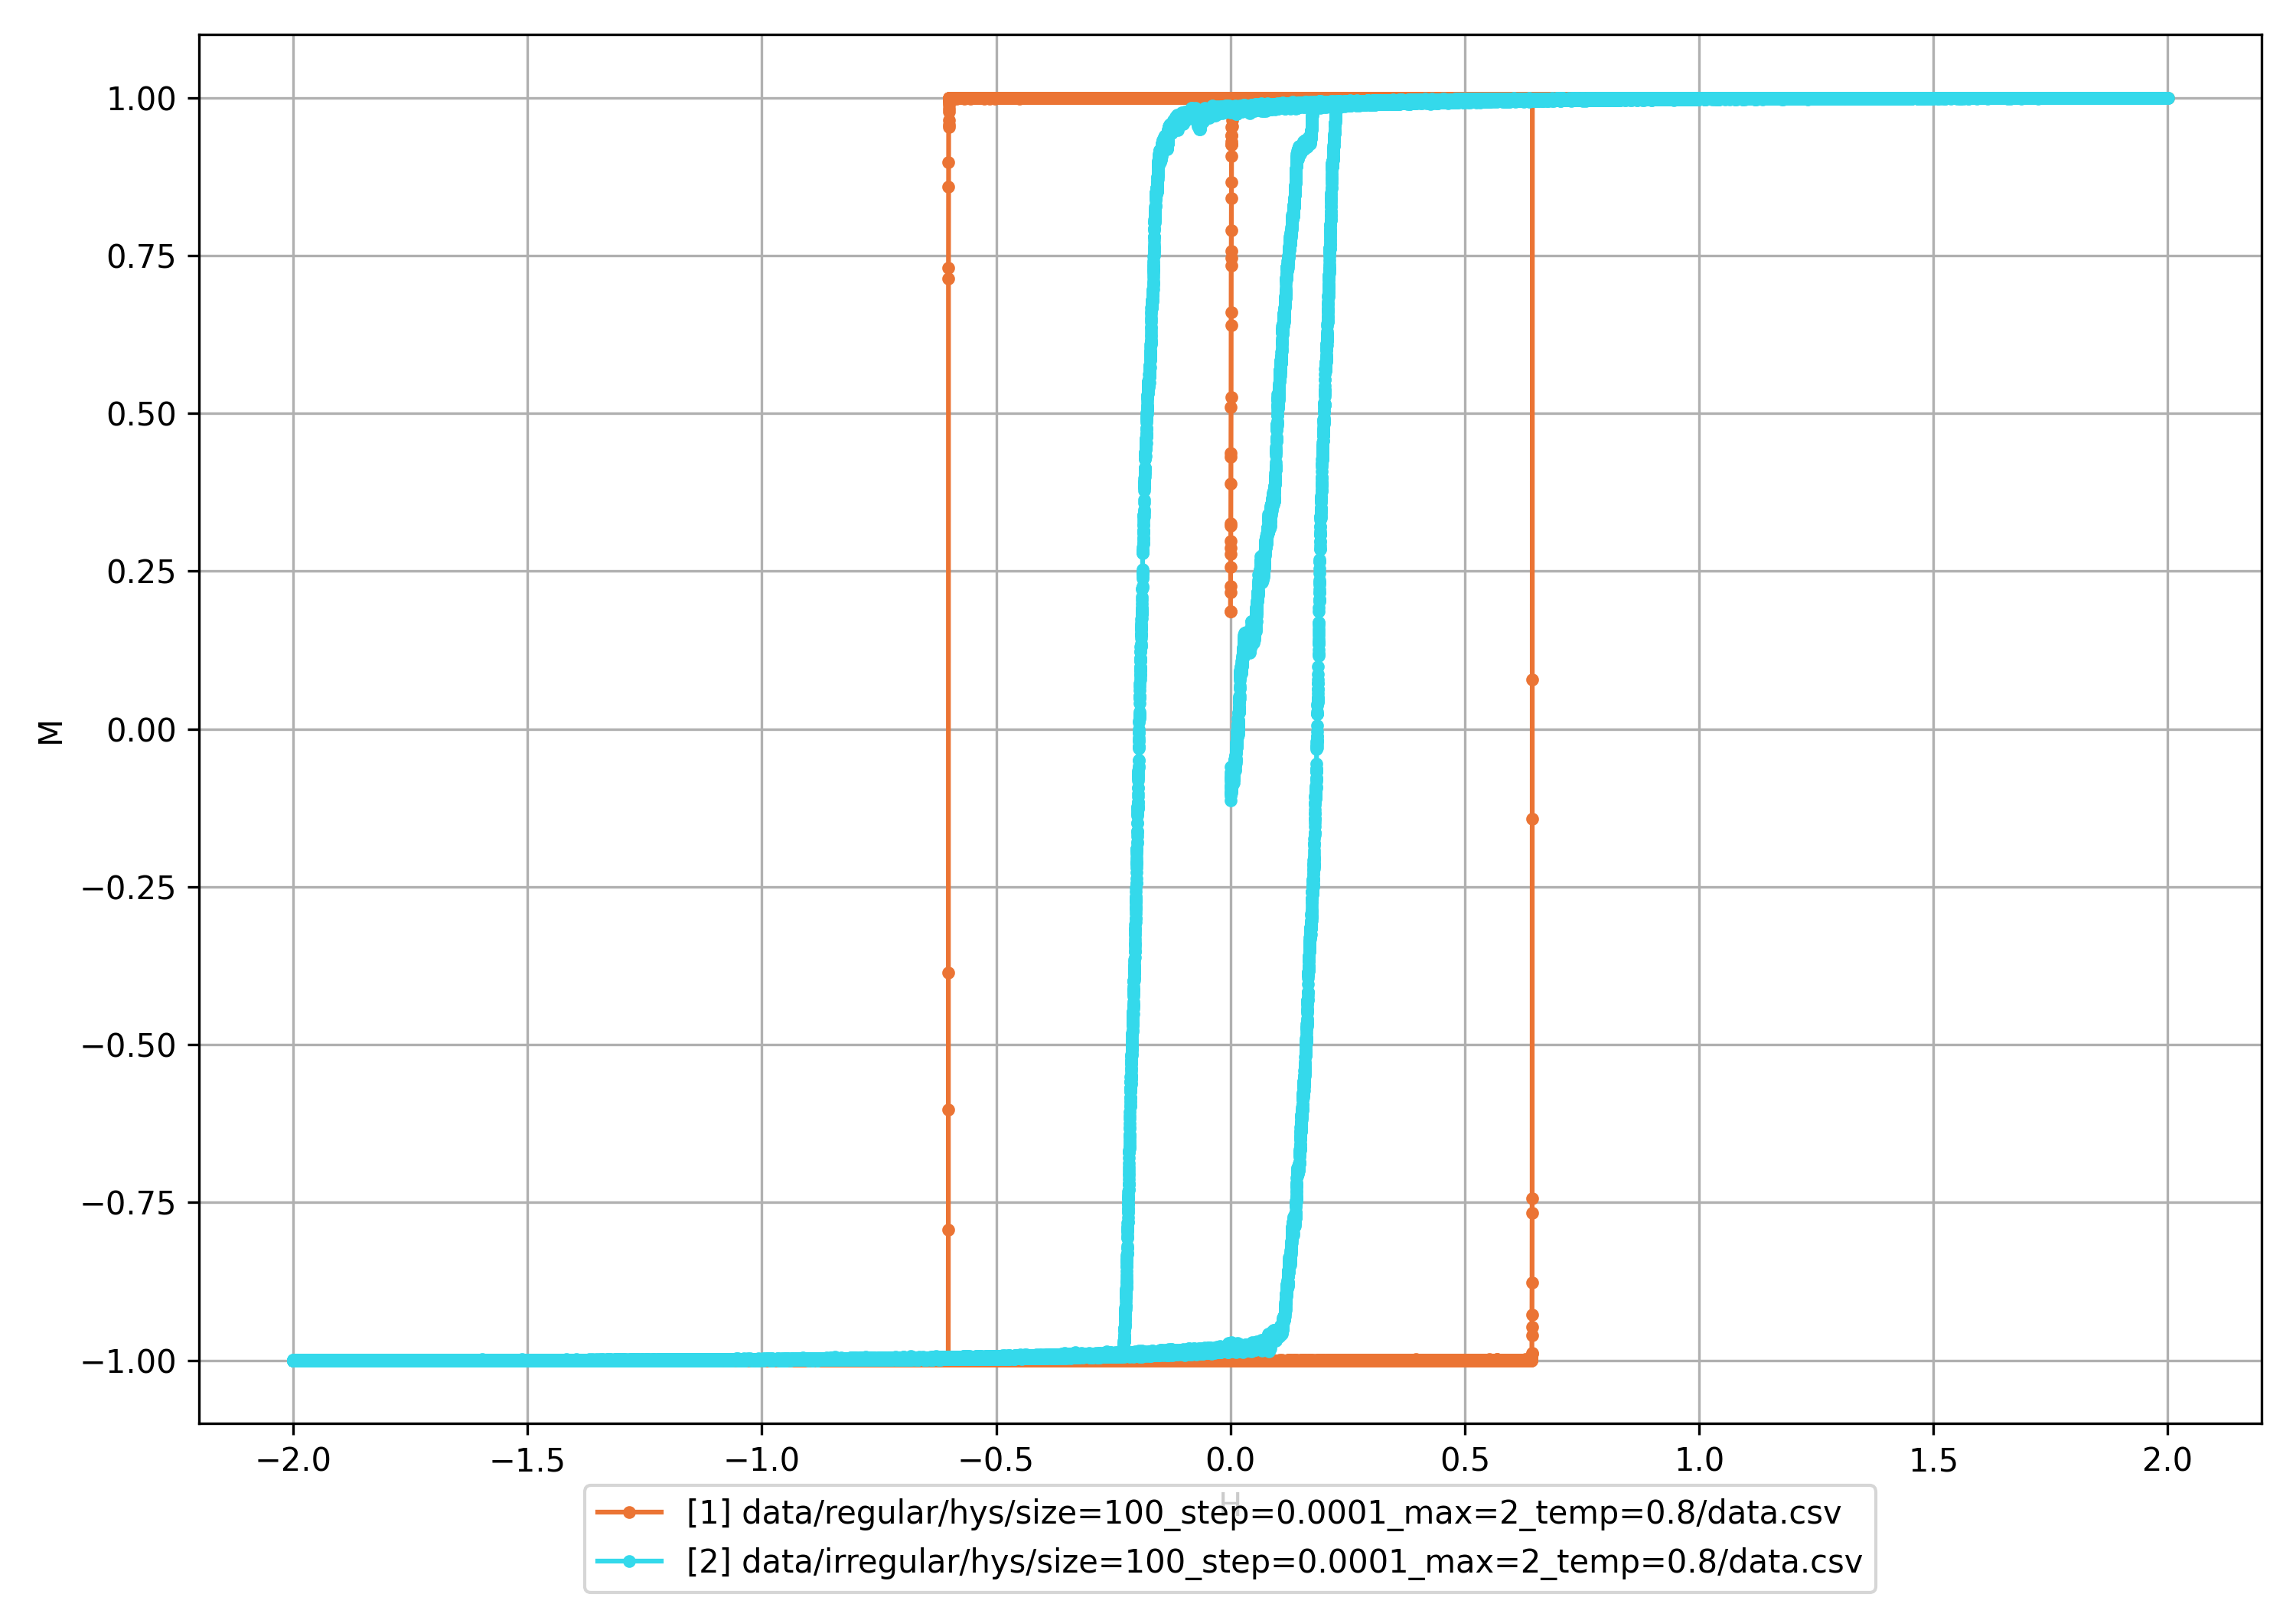 1.00
0.75
0.50
0.25
M
0.00
−0.25
−0.50
−0.75
−1.00
−2.0 −1.5 −1.0 −0.5 0.0 0.5 1.0 1.5 2.0
H
[1] data/regular/hys/size=100_step=0.0001_max=2_temp=0.8/data.csv
[2] data/irregular/hys/size=100_step=0.0001_max=2_temp=0.8/data.csv